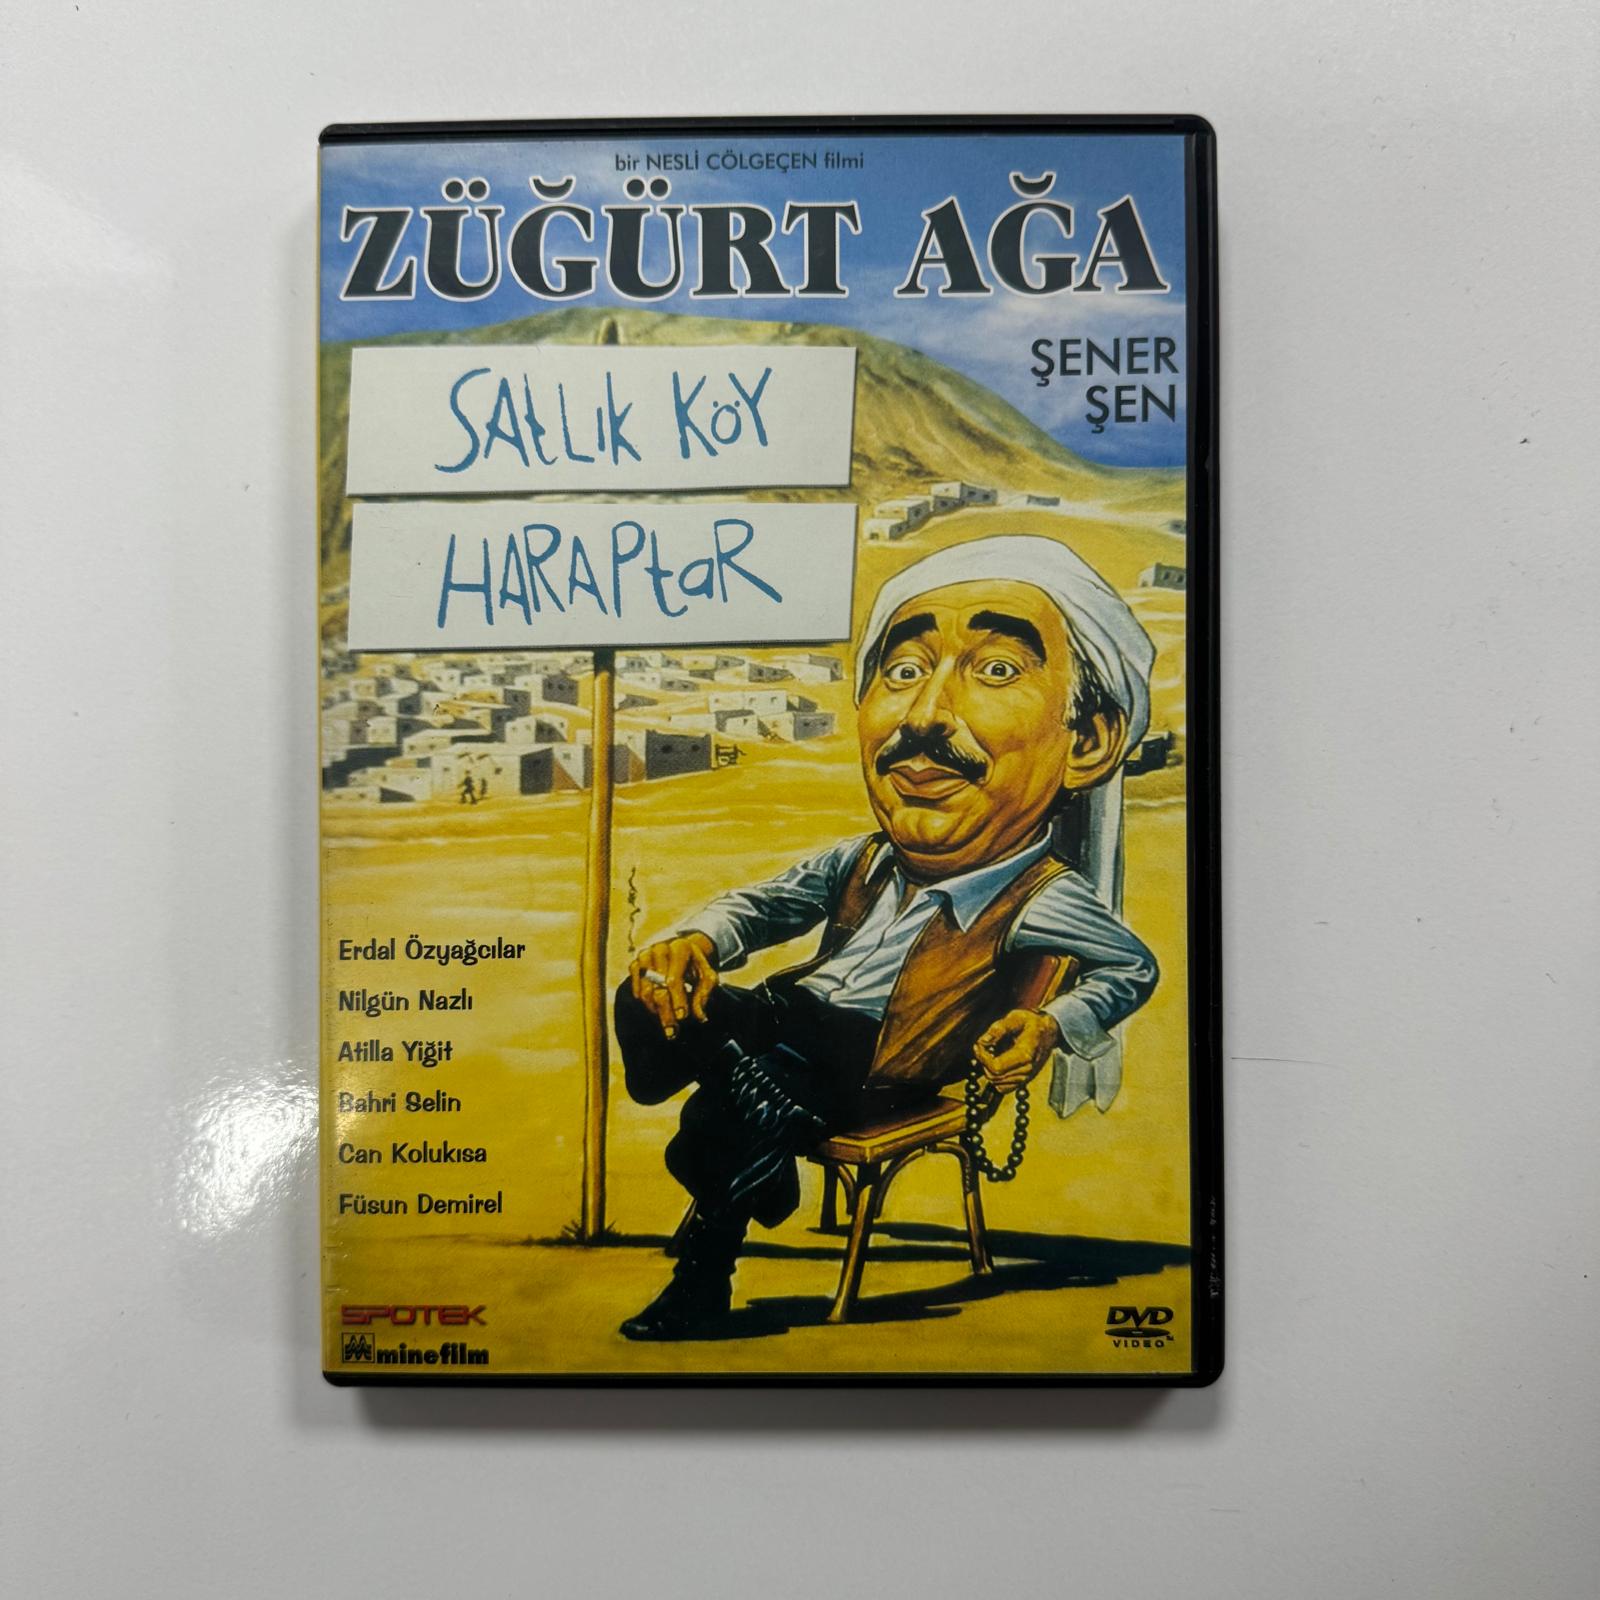 bir NESLİ ÇÖLGEÇEN filmi
ZÜĞÜRT AĞA
ŞENER
ŞEN
SATLIK KÖY
HARAPtaR
Erdal Özyağcılar
Nilgün Nazlı
Atilla Yiğit
Bahri Selin
Can Kolukısa
Füsun Demirel
SPOTEK
minefilm
DVD
VIDEO